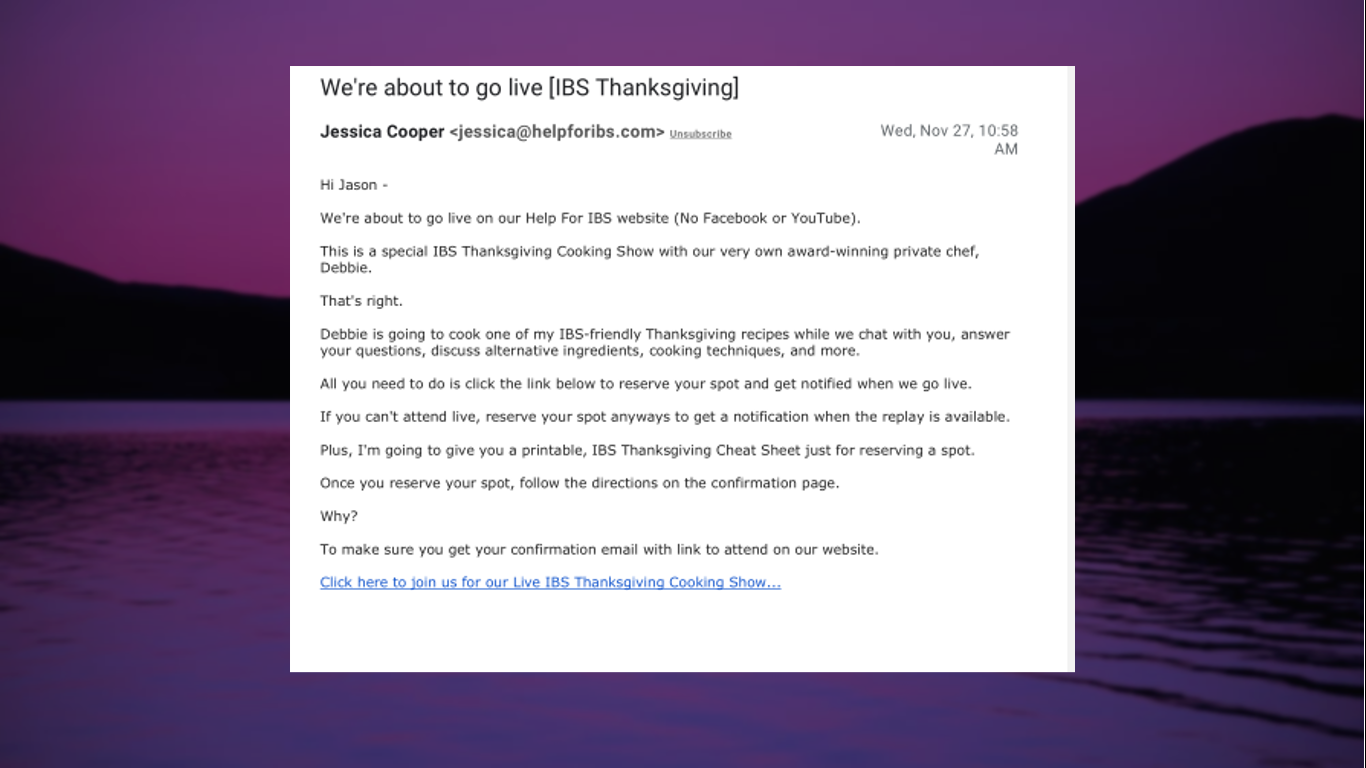 We're about to go live [IBS Thanksgiving]
Jessica Cooper <jessica@helpforibs.com> Unsubscribe
Wed, Nov 27, 10:58
AM
Hi Jason -
We're about to go live on our Help For IBS website (No Facebook or YouTube).
This is a special IBS Thanksgiving Cooking Show with our very own award-winning private chef,
Debbie.
That's right.
Debbie is going to cook one of my IBS-friendly Thanksgiving recipes while we chat with you, answer
your questions, discuss alternative ingredients, cooking techniques, and more.
All you need to do is click the link below to reserve your spot and get notified when we go live.
If you can't attend live, reserve your spot anyways to get a notification when the replay is available.
Plus, I'm going to give you a printable, IBS Thanksgiving Cheat Sheet just for reserving a spot.
Once you reserve your spot, follow the directions on the confirmation page.
Why?
To make sure you get your confirmation email with link to attend on our website.
Click here to join us for our Live IBS Thanksgiving Cooking Show...